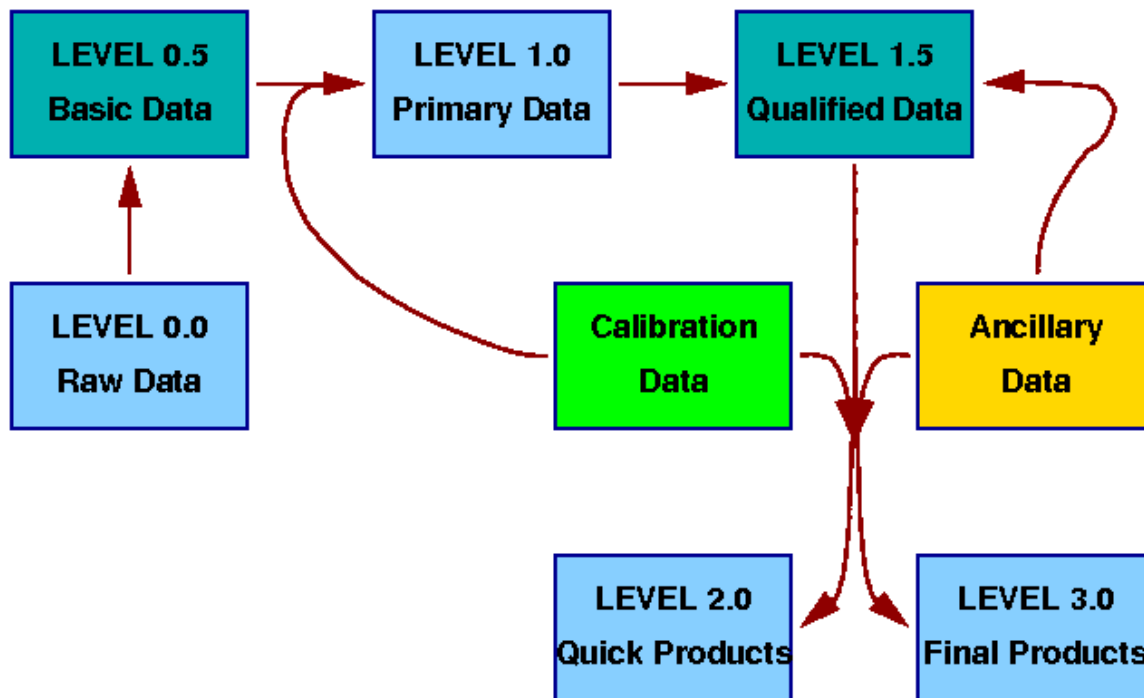 LEVEL 0.5
Basic Data
LEVEL 1.0
Primary Data
LEVEL 1.5
Qualified Data
LEVEL 0.0
Raw Data
Calibration
Data
Ancillary
Data
LEVEL 2.0
Quick Products
LEVEL 3.0
Final Products